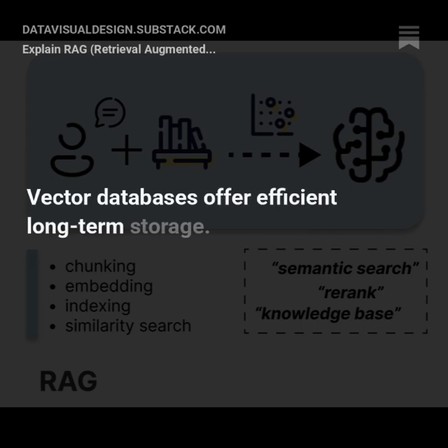 DATAVISUALDESIGN.SUBSTACK.COM
Explain RAG (Retrieval Augmented...
Vector databases offer efficient
long-term storage.
• chunking
• embedding
• indexing
• similarity search
"semantic search"
"rerank"
"knowledge base"
RAG